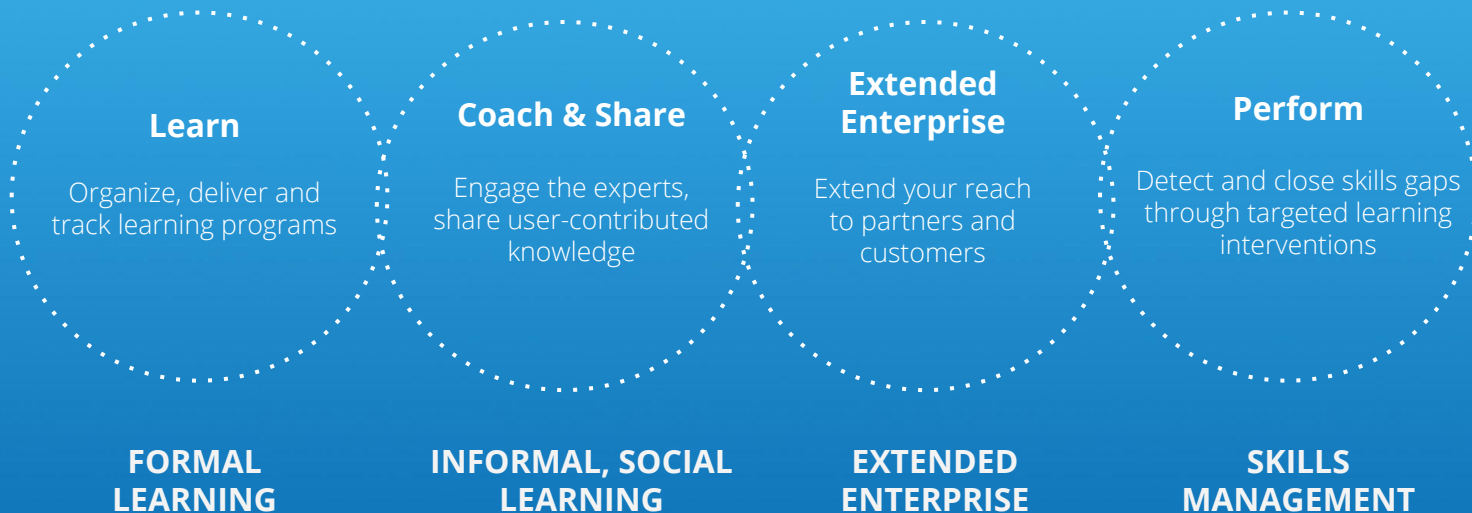 Learn
Organize, deliver and
track learning programs
Coach & Share
Engage the experts,
share user-contributed
knowledge
Extended
Enterprise
Extend your reach
to partners and
customers
Perform
Detect and close skills gaps
through targeted learning
interventions
FORMAL
LEARNING
INFORMAL, SOCIAL
LEARNING
EXTENDED
ENTERPRISE
SKILLS
MANAGEMENT